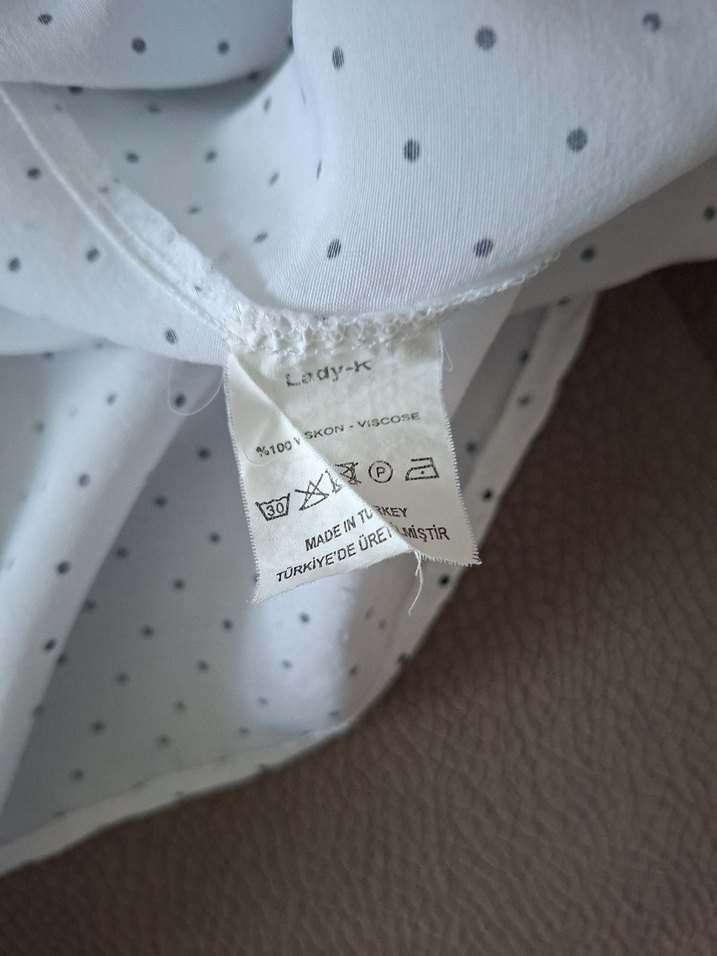 Lady-K
%100 VİSKON - VISCOSE
30 P
MADE IN TURKEY
TÜRKİYE'DE ÜRETİLMİŞTİR